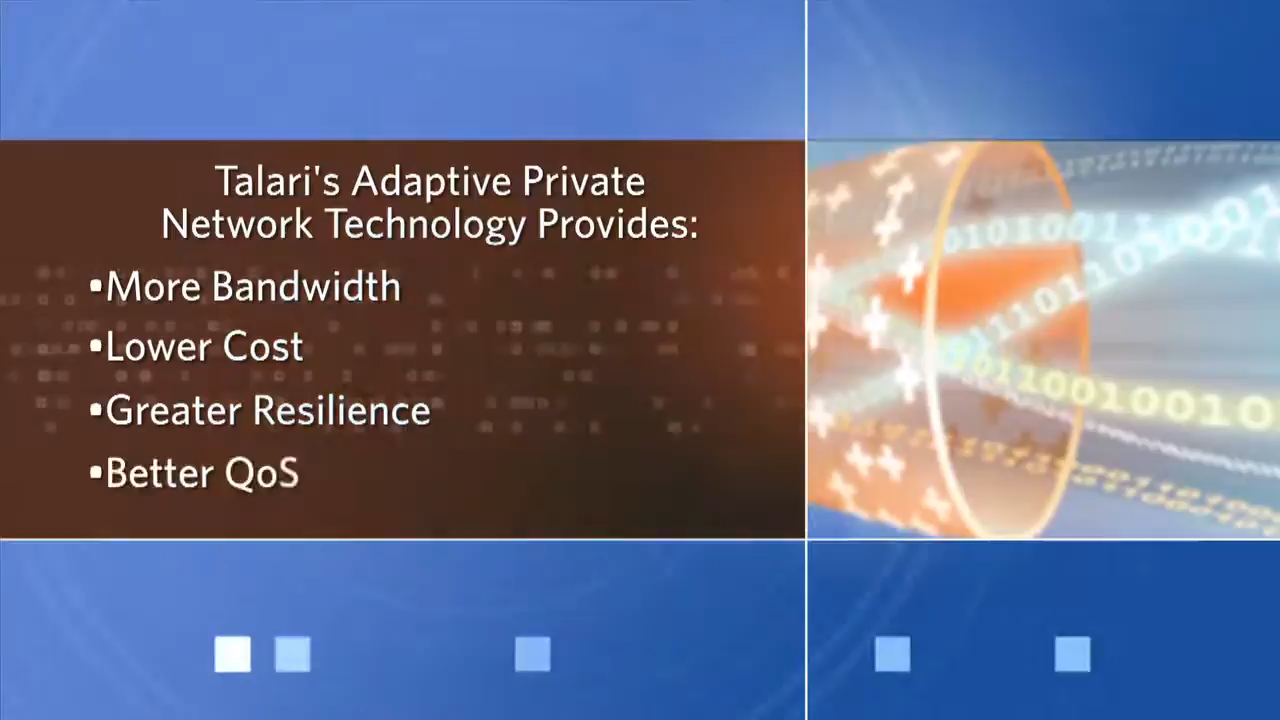 Talari's Adaptive Private
Network Technology Provides:
•More Bandwidth
•Lower Cost
•Greater Resilience
•Better QoS